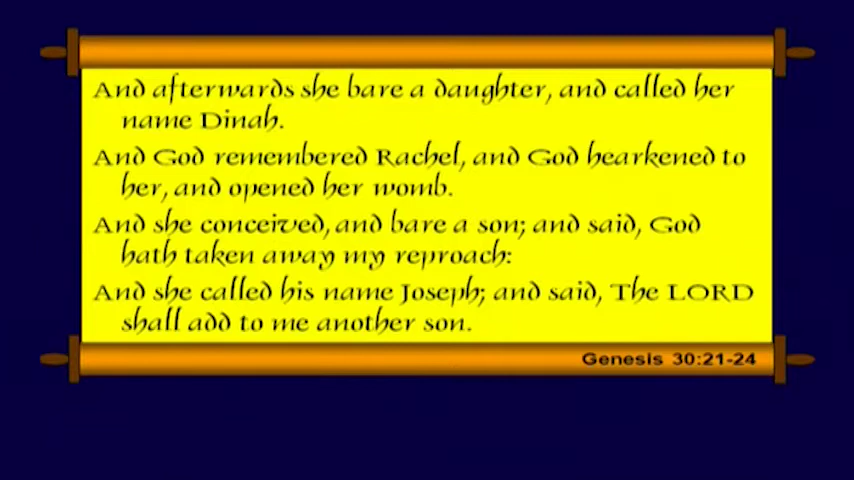 And afterwards she bare a daughter, and called her
name Dinah.
And God remembered Rachel, and God hearkened to
her, and opened her womb.
And she conceived, and bare a son; and said, God
hath taken away my reproach:
And she called his name Joseph; and said, The LORD
shall add to me another son.
Genesis 30:21-24